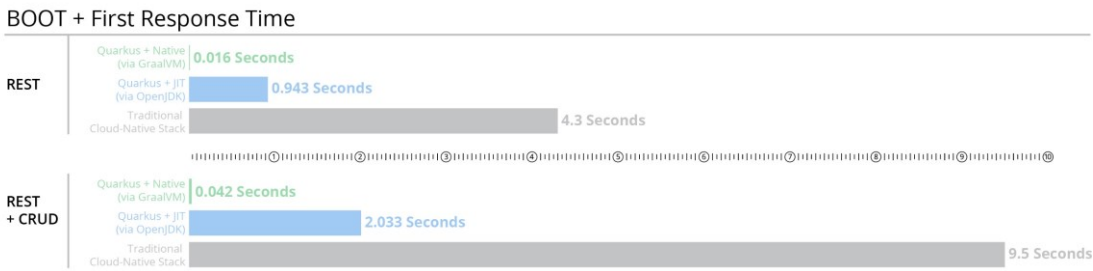 BOOT + First Response Time
REST
Quarkus + Native
(via GraalVM)
0.016 Seconds
Quarkus + JIT
(via OpenJDK)
0.943 Seconds
Traditional
Cloud-Native Stack
4.3 Seconds
1 2 3 4 5 6 7 8 9 10
REST
+ CRUD
Quarkus + Native
(via GraalVM)
0.042 Seconds
Quarkus + JIT
(via OpenJDK)
2.033 Seconds
Traditional
Cloud-Native Stack
9.5 Seconds